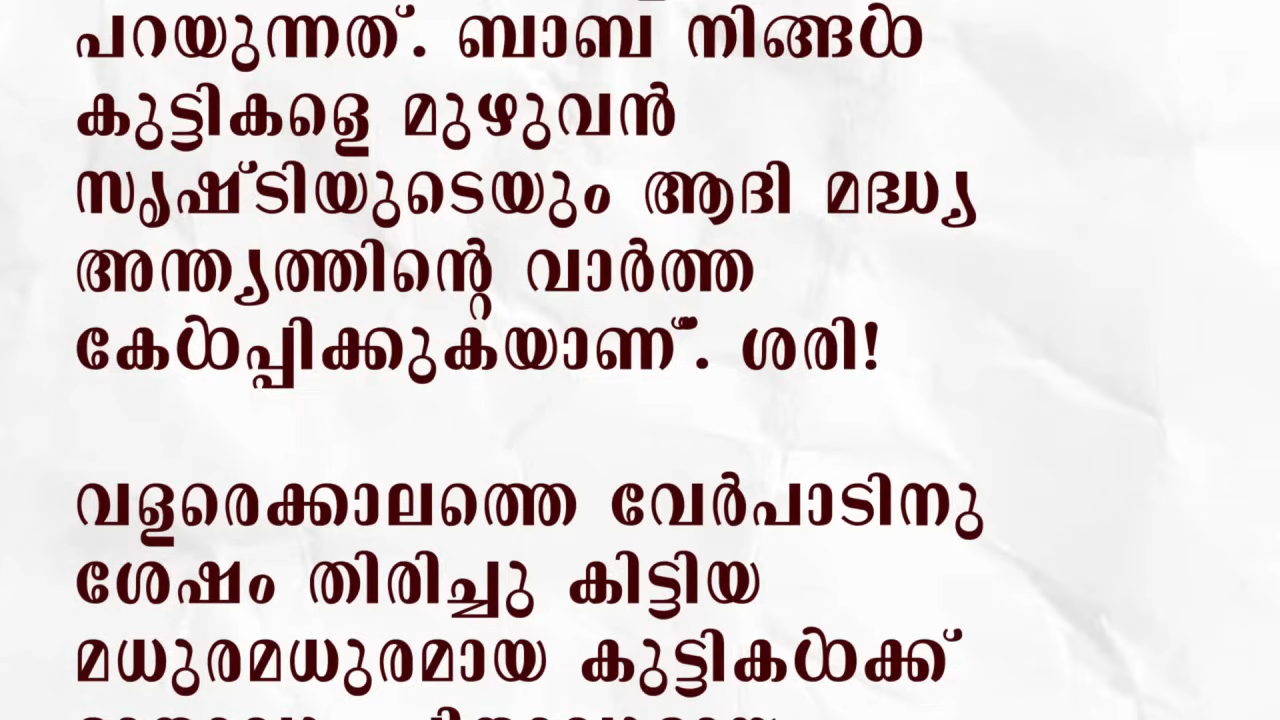 പറയുന്നത്. ബാബ നിങ്ങൾ
കുട്ടികളെ മുഴുവൻ
സൃഷ്ടിയുടെയും ആദി മദ്ധ്യ
അന്ത്യത്തിന്റെ വാർത്ത
കേൾപ്പിക്കുകയാണ്. ശരി!
വളരെക്കാലത്തെ വേർപാടിനു
ശേഷം തിരിച്ചു കിട്ടിയ
മധുരമധുരമായ കുട്ടികൾക്ക്